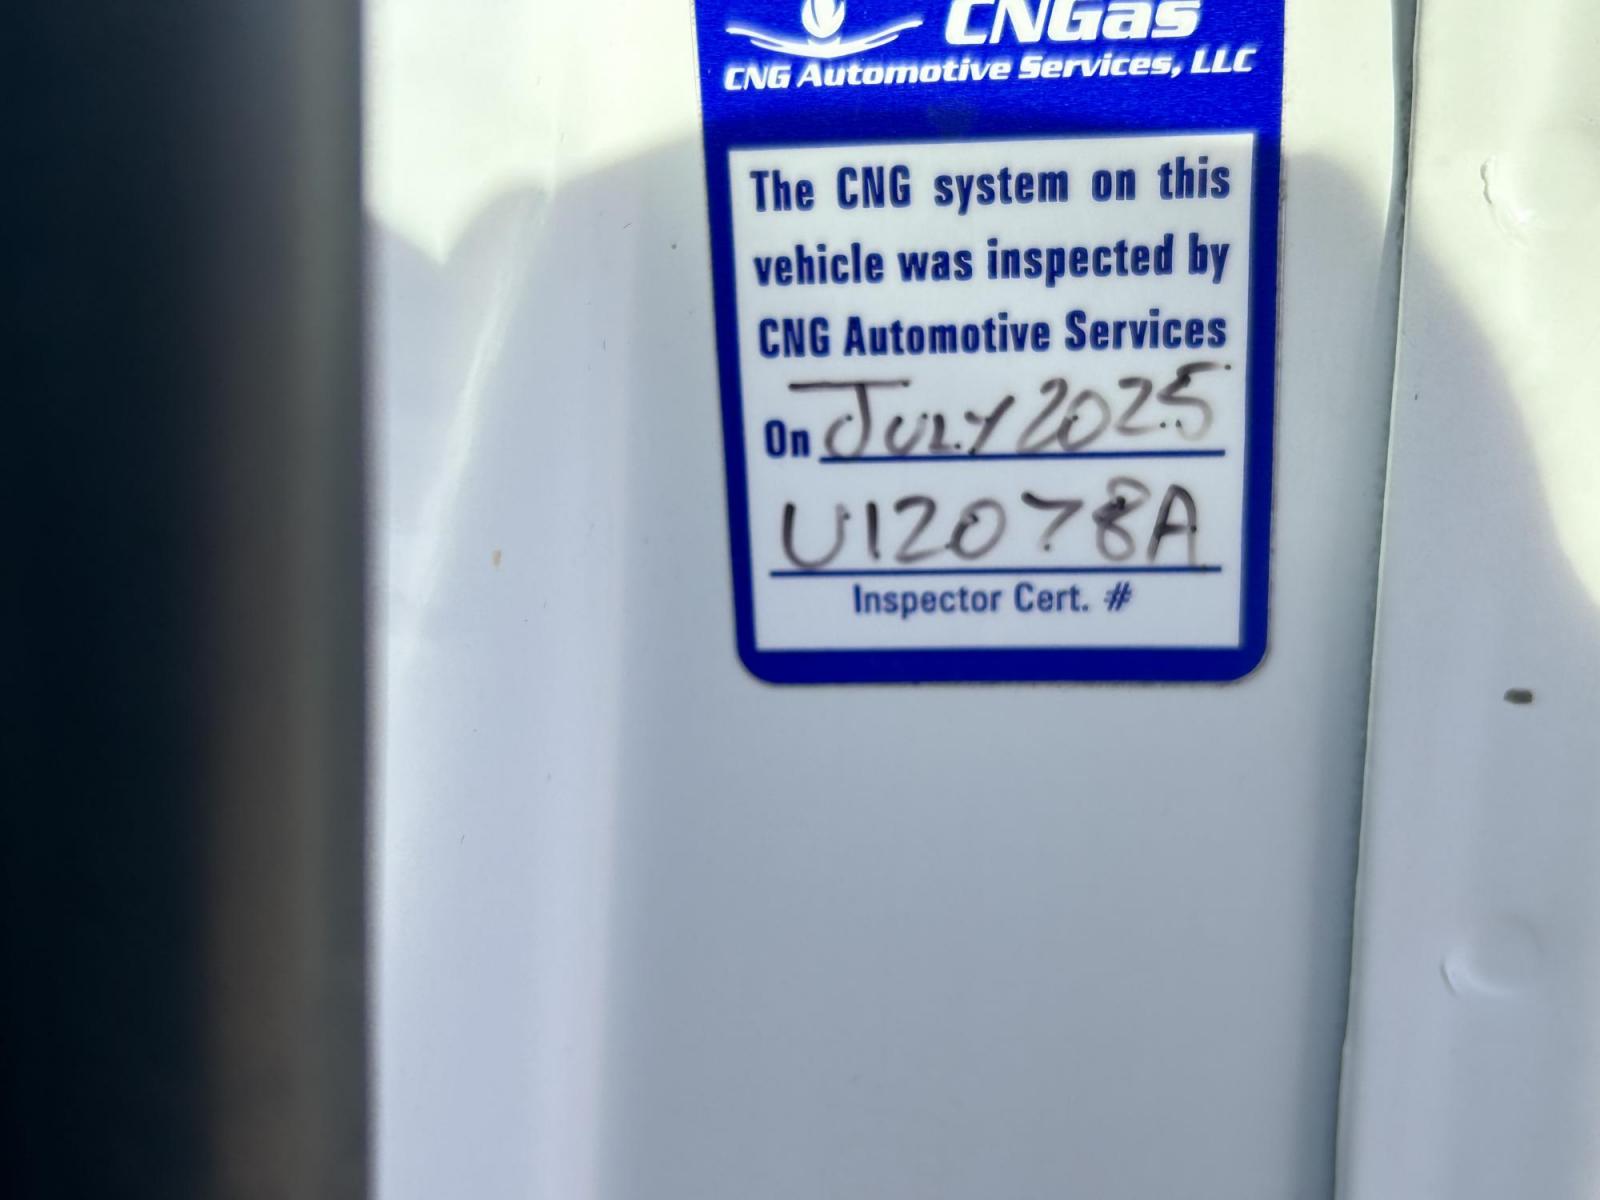 CNGas
CNG Automotive Services, LLC
The CNG system on this
vehicle was inspected by
CNG Automotive Services
On July 2025
U12078A
Inspector Cert. #